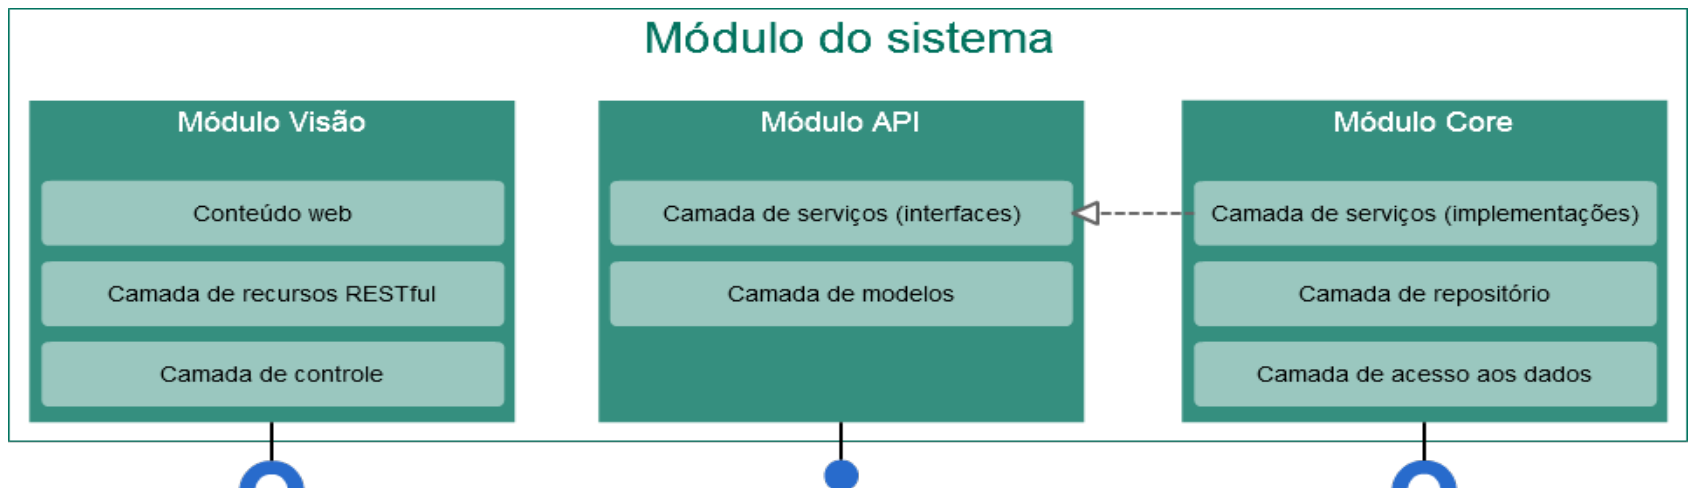 Módulo do sistema
Módulo Visão
Conteúdo web
Camada de recursos RESTful
Camada de controle
Módulo API
Camada de serviços (interfaces)
Camada de modelos
Módulo Core
Camada de serviços (implementações)
Camada de repositório
Camada de acesso aos dados